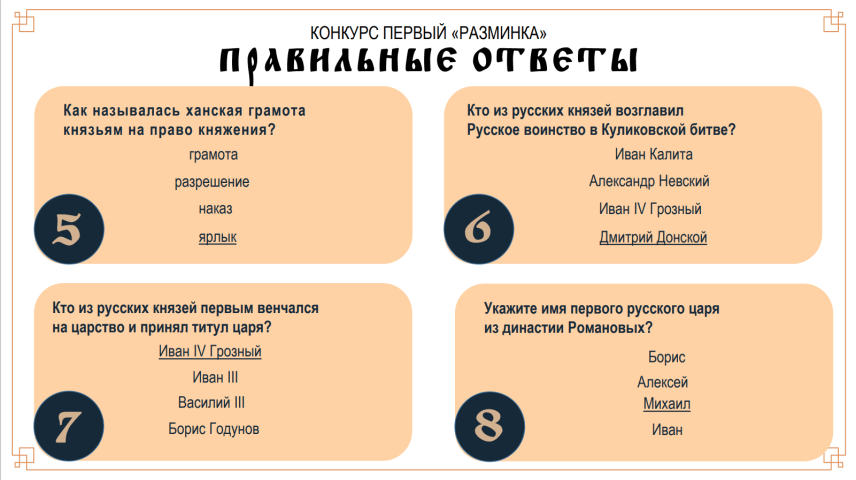 КОНКУРС ПЕРВЫЙ «РАЗМИНКА»
ПРАВИЛЬНЫЕ ОТВЕТЫ
Как называлась ханская грамота
князьям на право княжения?
грамота
разрешение
наказ
ярлык
5
Кто из русских князей возглавил
Русское воинство в Куликовской битве?
Иван Калита
Александр Невский
Иван IV Грозный
Дмитрий Донской
6
Кто из русских князей первым венчался
на царство и принял титул царя?
Иван IV Грозный
Иван III
Василий III
Борис Годунов
7
Укажите имя первого русского царя
из династии Романовых?
Борис
Алексей
Михаил
Иван
8